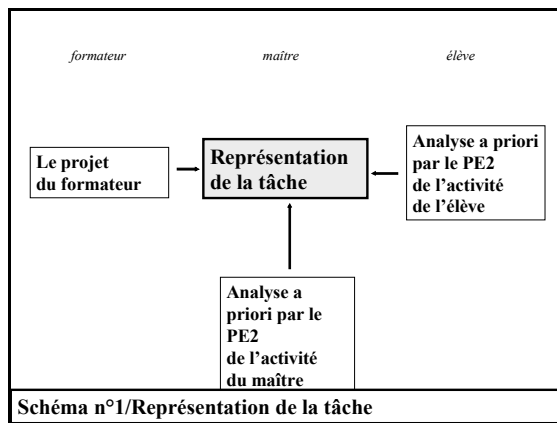 formateur maître élève
Le projet
du formateur
Représentation
de la tâche
Analyse a priori
par le PE2
de l’activité
de l’élève
Analyse a
priori par le
PE2
de l’activité
du maître
Schéma n°1/Représentation de la tâche